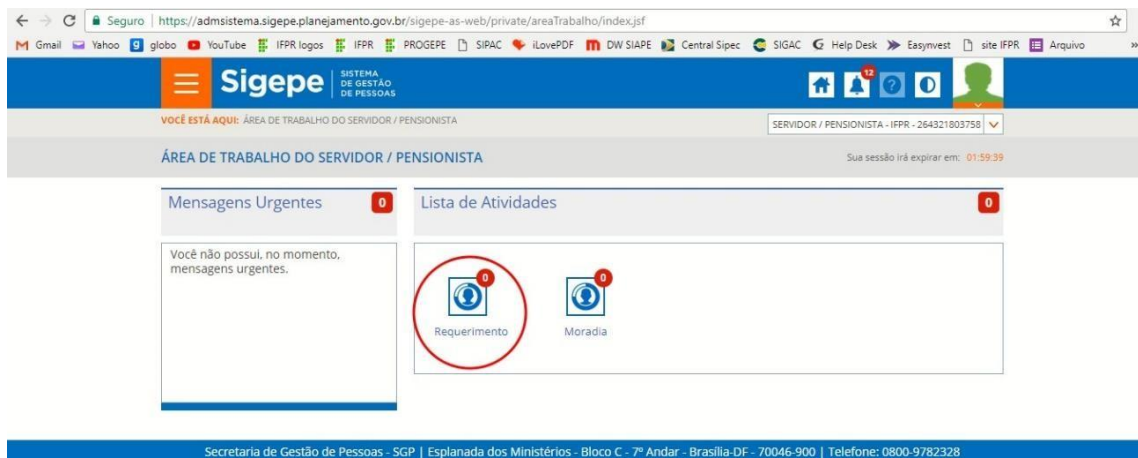 Seguro | https://admsistema.sigepe.planejamento.gov.br/sigepe-as-web/private/areaTrabalho/index.jsf
Gmail Yahoo globo YouTube IFPR logos IFPR PROGEPE SIPAC iLovePDF DW SIAPE Central Sipec SIGAC Help Desk Easynvest site IFPR Arquivo »
Sigepe SISTEMA
DE GESTÃO
DE PESSOAS
12
VOCÊ ESTÁ AQUI: ÁREA DE TRABALHO DO SERVIDOR / PENSIONISTA
SERVIDOR / PENSIONISTA - IFPR - 264321803758
ÁREA DE TRABALHO DO SERVIDOR / PENSIONISTA
Sua sessão irá expirar em: 01:59:39
Mensagens Urgentes 0
Você não possui, no momento,
mensagens urgentes.
Lista de Atividades 0
0 0
Requerimento Moradia
Secretaria de Gestão de Pessoas - SGP | Esplanada dos Ministérios - Bloco C - 7º Andar - Brasília-DF - 70046-900 | Telefone: 0800-9782328